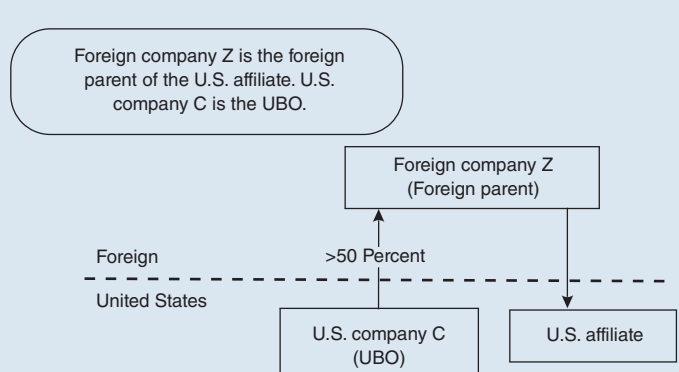 Foreign company Z is the foreign
parent of the U.S. affiliate. U.S.
company C is the UBO.
Foreign company Z
(Foreign parent)
Foreign
>50 Percent
United States
U.S. company C
(UBO)
U.S. affiliate